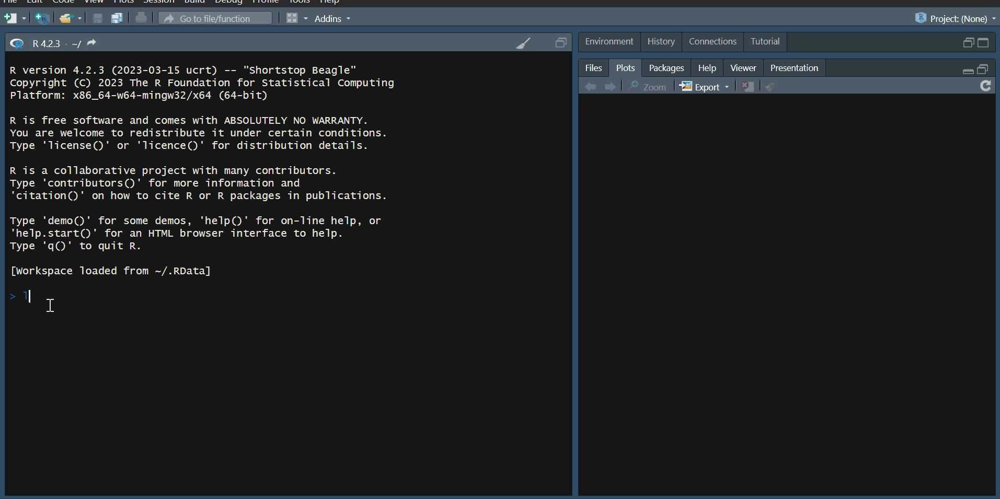 File Edit Code View Plots Session Build Debug Profile Tools Help
Go to file/function Addins Project: (None)
R 4.2.3 · ~/
R version 4.2.3 (2023-03-15 ucrt) -- "Shortstop Beagle"
Copyright (C) 2023 The R Foundation for Statistical Computing
Platform: x86_64-w64-mingw32/x64 (64-bit)
R is free software and comes with ABSOLUTELY NO WARRANTY.
You are welcome to redistribute it under certain conditions.
Type 'license()' or 'licence()' for distribution details.
R is a collaborative project with many contributors.
Type 'contributors()' for more information and
'citation()' on how to cite R or R packages in publications.
Type 'demo()' for some demos, 'help()' for on-line help, or
'help.start()' for an HTML browser interface to help.
Type 'q()' to quit R.
[Workspace loaded from ~/.RData]
> l
Environment History Connections Tutorial
Files Plots Packages Help Viewer Presentation
Zoom Export